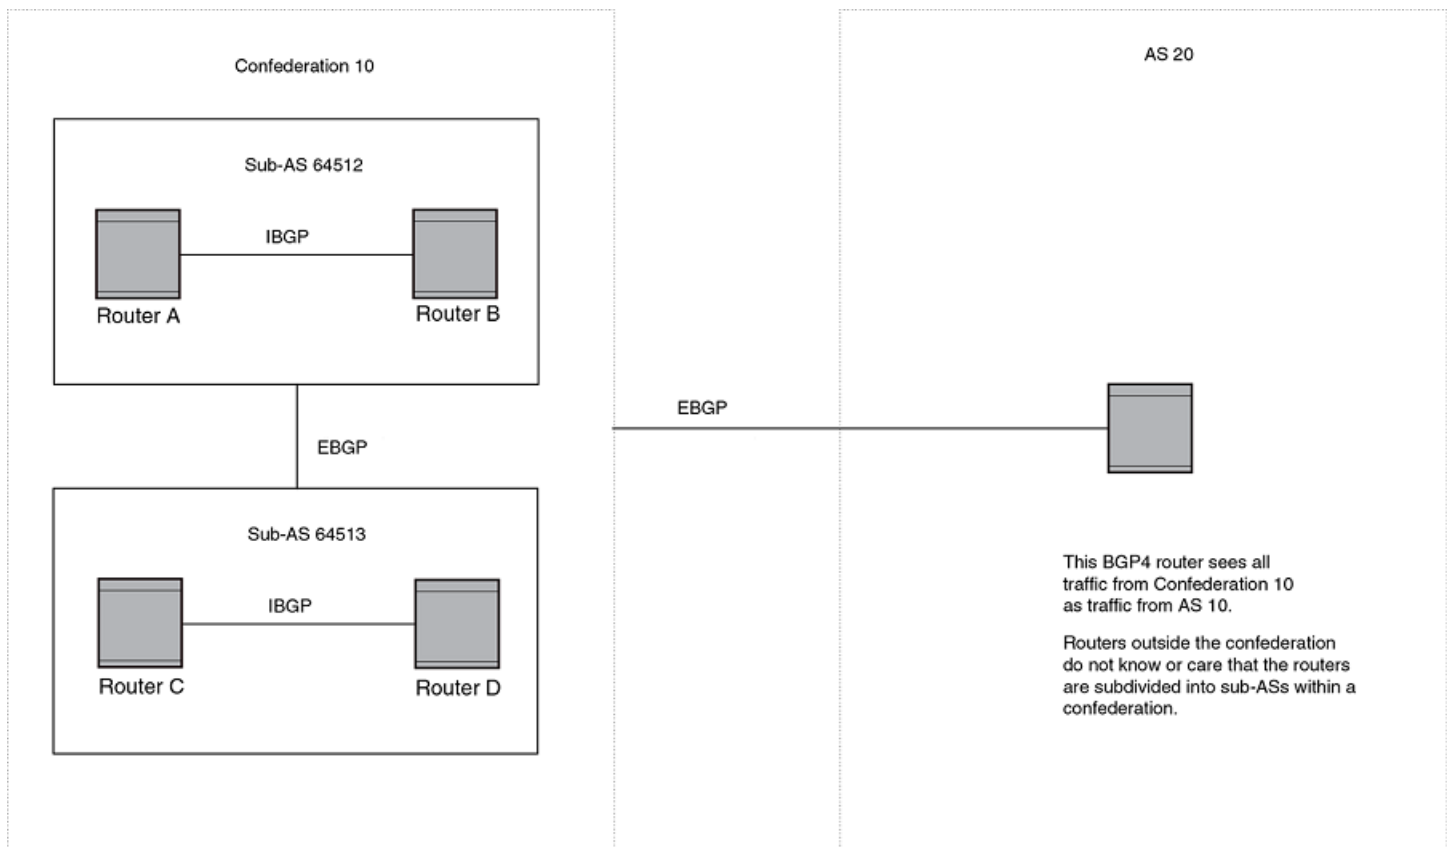 Confederation 10
AS 20
Sub-AS 64512
IBGP
Router A
Router B
EBGP
EBGP
Sub-AS 64513
IBGP
Router C
Router D
This BGP4 router sees all
traffic from Confederation 10
as traffic from AS 10.
Routers outside the confederation
do not know or care that the routers
are subdivided into sub-ASs within a
confederation.